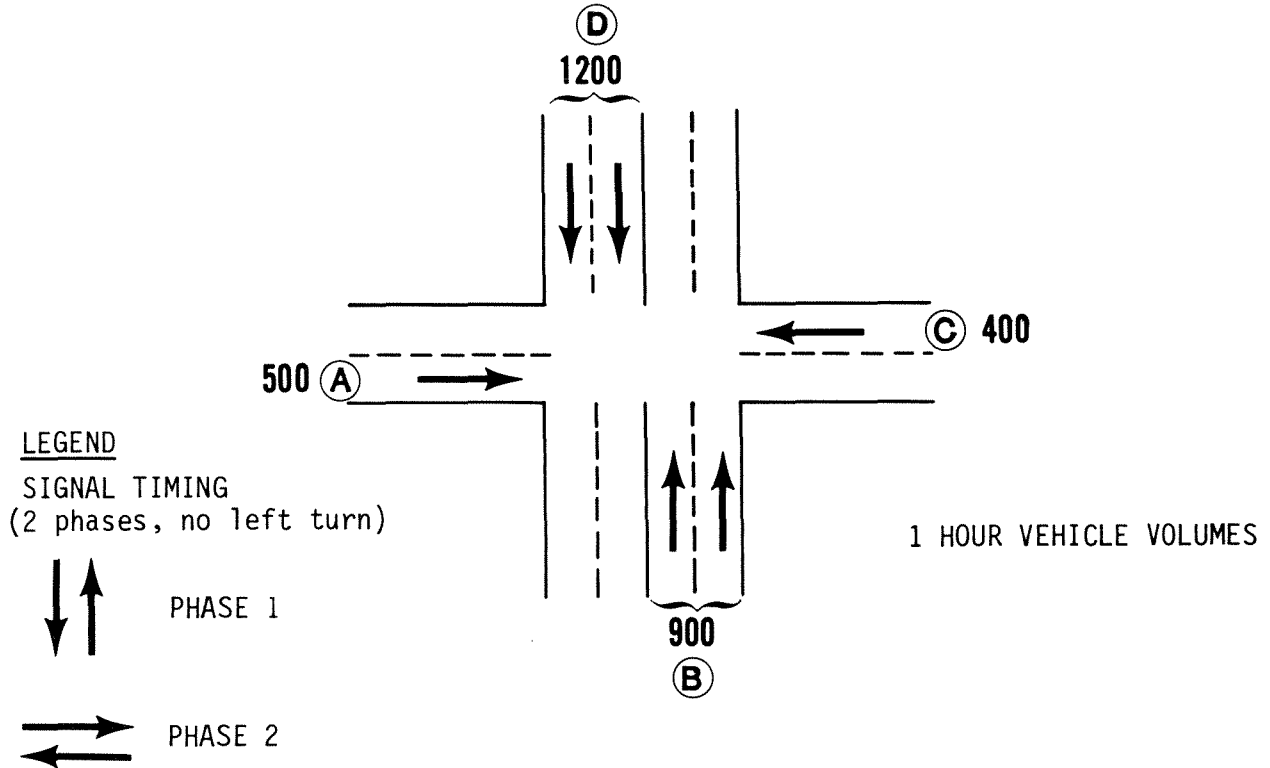 D
1200
C 400
500 A
LEGEND
SIGNAL TIMING
(2 phases, no left turn)
1 HOUR VEHICLE VOLUMES
PHASE 1
900
B
PHASE 2